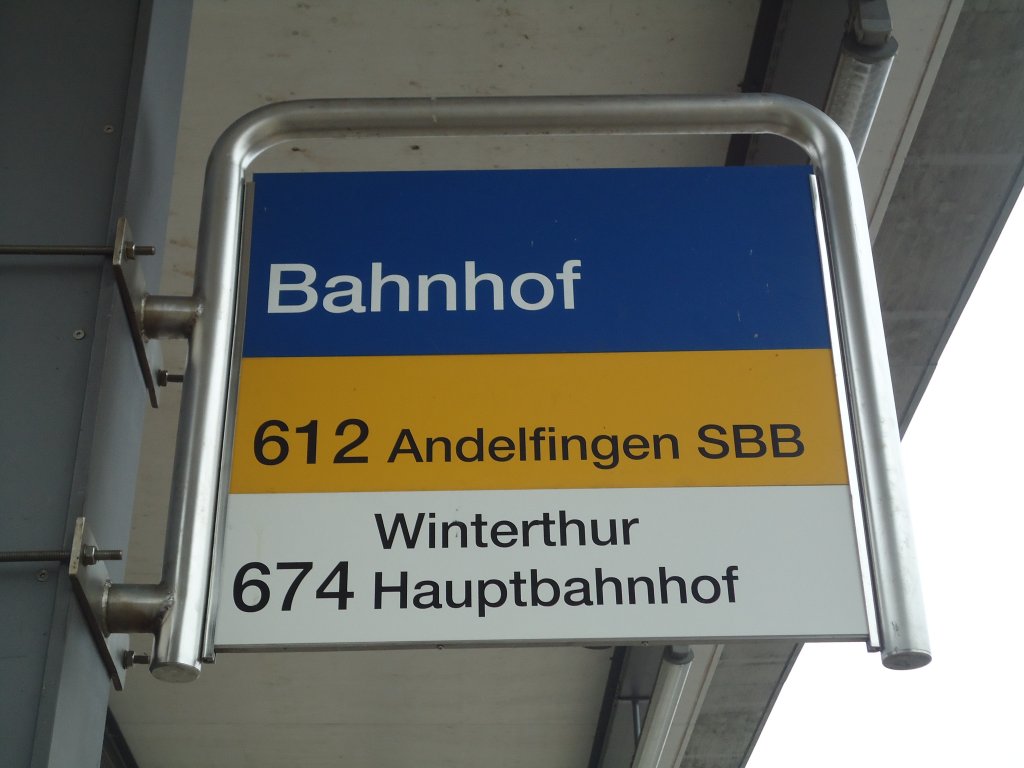 Bahnhof
612 Andelfingen SBB
Winterthur
674 Hauptbahnhof